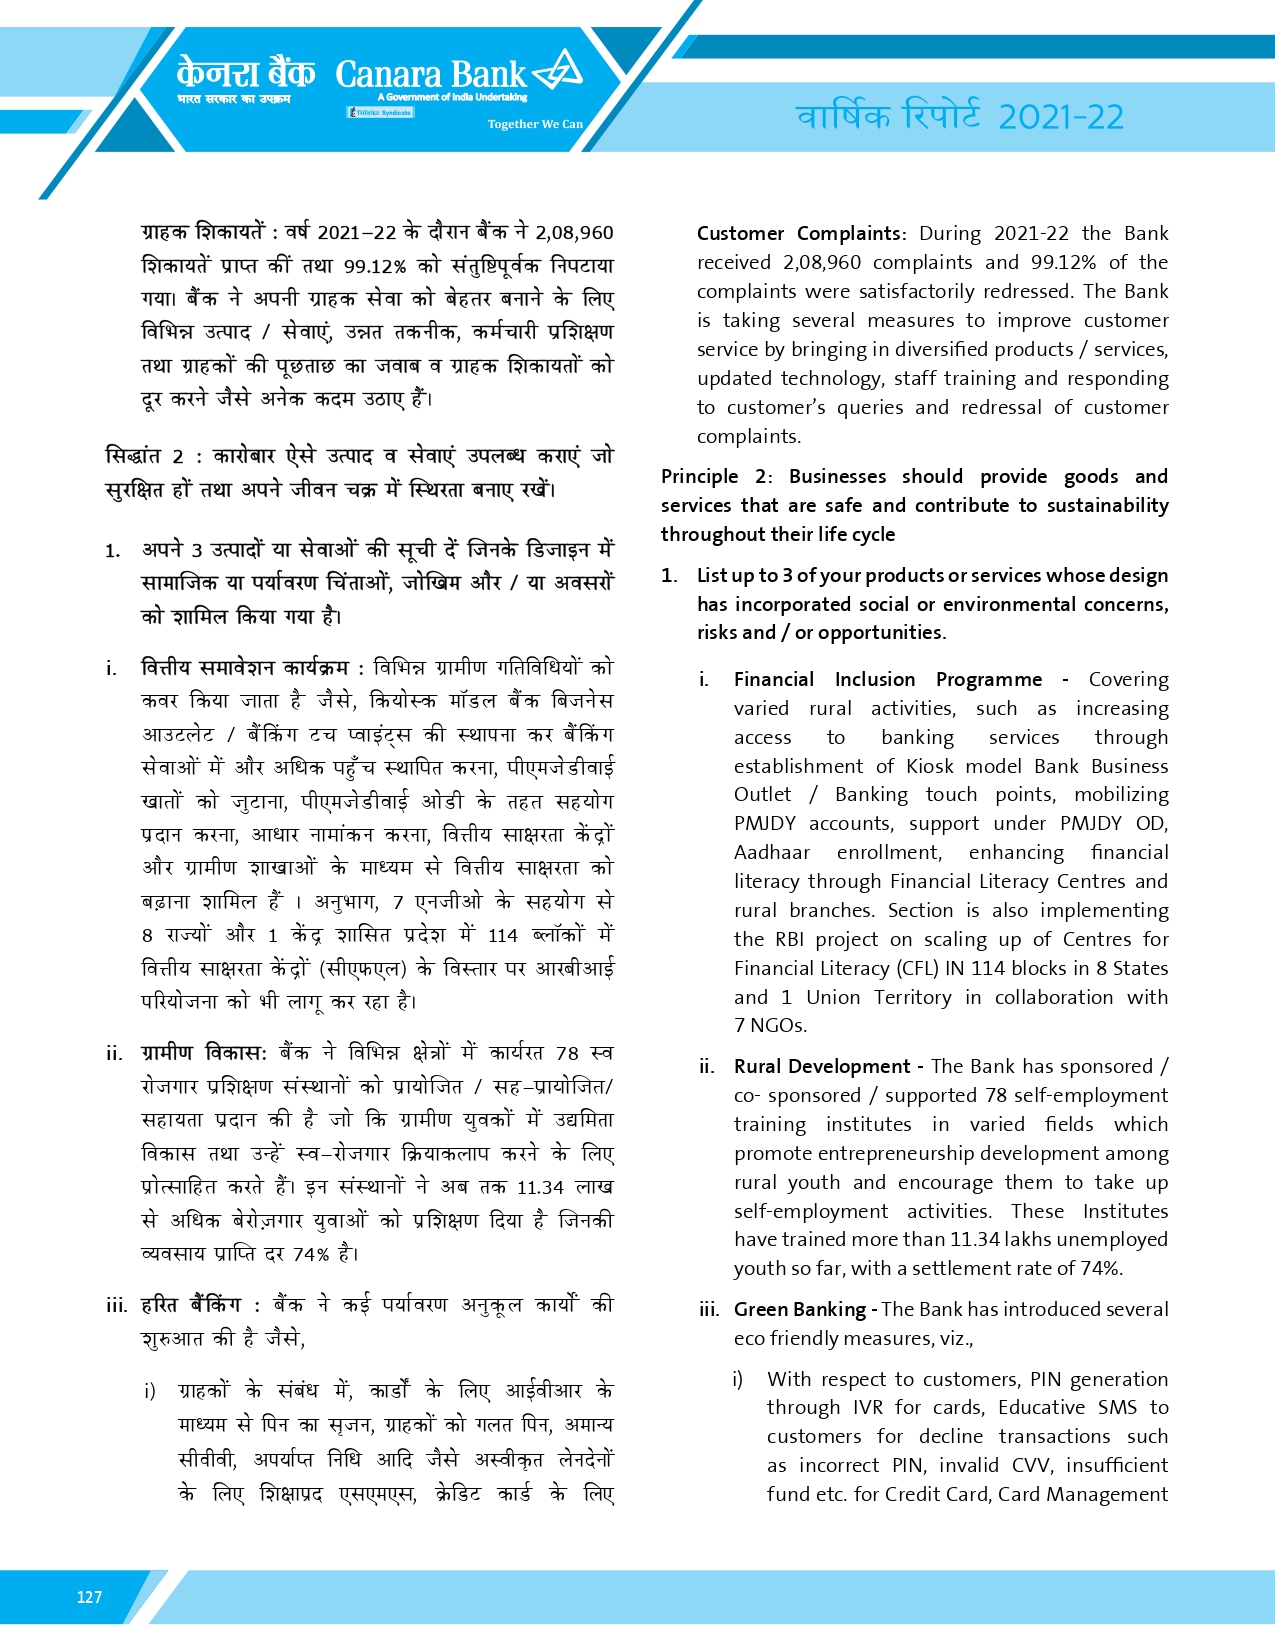 केनरा बैंक Canara Bank
भारत सरकार का उपक्रम
A Government of India Undertaking
सिंडिकेट Syndicate
Together We Can
वार्षिक रिपोर्ट 2021-22
ग्राहक शिकायतें : वर्ष 2021–22 के दौरान बैंक ने 2,08,960
शिकायतें प्राप्त कीं तथा 99.12% को संतुष्टिपूर्वक निपटाया
गया। बैंक ने अपनी ग्राहक सेवा को बेहतर बनाने के लिए
विभिन्न उत्पाद / सेवाएं, उन्नत तकनीक, कर्मचारी प्रशिक्षण
तथा ग्राहकों की पूछताछ का जवाब व ग्राहक शिकायतों को
दूर करने जैसे अनेक कदम उठाए हैं।
सिद्धांत 2 : कारोबार ऐसे उत्पाद व सेवाएं उपलब्ध कराएं जो
सुरक्षित हों तथा अपने जीवन चक्र में स्थिरता बनाए रखें।
1. अपने 3 उत्पादों या सेवाओं की सूची दें जिनके डिजाइन में
सामाजिक या पर्यावरण चिंताओं, जोखिम और / या अवसरों
को शामिल किया गया है।
i. वित्तीय समावेशन कार्यक्रम : विभिन्न ग्रामीण गतिविधियों को
कवर किया जाता है जैसे, कियोस्क मॉडल बैंक बिजनेस
आउटलेट / बैंकिंग टच प्वाइंट्स की स्थापना कर बैंकिंग
सेवाओं में और अधिक पहुँच स्थापित करना, पीएमजेडीवाई
खातों को जुटाना, पीएमजेडीवाई ओडी के तहत सहयोग
प्रदान करना, आधार नामांकन करना, वित्तीय साक्षरता केंद्रों
और ग्रामीण शाखाओं के माध्यम से वित्तीय साक्षरता को
बढ़ाना शामिल हैं । अनुभाग, 7 एनजीओ के सहयोग से
8 राज्यों और 1 केंद्र शासित प्रदेश में 114 ब्लॉकों में
वित्तीय साक्षरता केंद्रों (सीएफएल) के विस्तार पर आरबीआई
परियोजना को भी लागू कर रहा है।
ii. ग्रामीण विकास: बैंक ने विभिन्न क्षेत्रों में कार्यरत 78 स्व
रोजगार प्रशिक्षण संस्थानों को प्रायोजित / सह–प्रायोजित/
सहायता प्रदान की है जो कि ग्रामीण युवकों में उद्यमिता
विकास तथा उन्हें स्व–रोजगार क्रियाकलाप करने के लिए
प्रोत्साहित करते हैं। इन संस्थानों ने अब तक 11.34 लाख
से अधिक बेरोज़गार युवाओं को प्रशिक्षण दिया है जिनकी
व्यवसाय प्राप्ति दर 74% है।
iii. हरित बैंकिंग : बैंक ने कई पर्यावरण अनुकूल कार्यों की
शुरुआत की है जैसे,
i) ग्राहकों के संबंध में, कार्डों के लिए आईवीआर के
माध्यम से पिन का सृजन, ग्राहकों को गलत पिन, अमान्य
सीवीवी, अपर्याप्त निधि आदि जैसे अस्वीकृत लेनदेनों
के लिए शिक्षाप्रद एसएमएस, क्रेडिट कार्ड के लिए
Customer Complaints: During 2021-22 the Bank
received 2,08,960 complaints and 99.12% of the
complaints were satisfactorily redressed. The Bank
is taking several measures to improve customer
service by bringing in diversified products / services,
updated technology, staff training and responding
to customer’s queries and redressal of customer
complaints.
Principle 2: Businesses should provide goods and
services that are safe and contribute to sustainability
throughout their life cycle
1. List up to 3 of your products or services whose design
has incorporated social or environmental concerns,
risks and / or opportunities.
i. Financial Inclusion Programme - Covering
varied rural activities, such as increasing
access to banking services through
establishment of Kiosk model Bank Business
Outlet / Banking touch points, mobilizing
PMJDY accounts, support under PMJDY OD,
Aadhaar enrollment, enhancing financial
literacy through Financial Literacy Centres and
rural branches. Section is also implementing
the RBI project on scaling up of Centres for
Financial Literacy (CFL) IN 114 blocks in 8 States
and 1 Union Territory in collaboration with
7 NGOs.
ii. Rural Development - The Bank has sponsored /
co- sponsored / supported 78 self-employment
training institutes in varied fields which
promote entrepreneurship development among
rural youth and encourage them to take up
self-employment activities. These Institutes
have trained more than 11.34 lakhs unemployed
youth so far, with a settlement rate of 74%.
iii. Green Banking - The Bank has introduced several
eco friendly measures, viz.,
i) With respect to customers, PIN generation
through IVR for cards, Educative SMS to
customers for decline transactions such
as incorrect PIN, invalid CVV, insufficient
fund etc. for Credit Card, Card Management
127